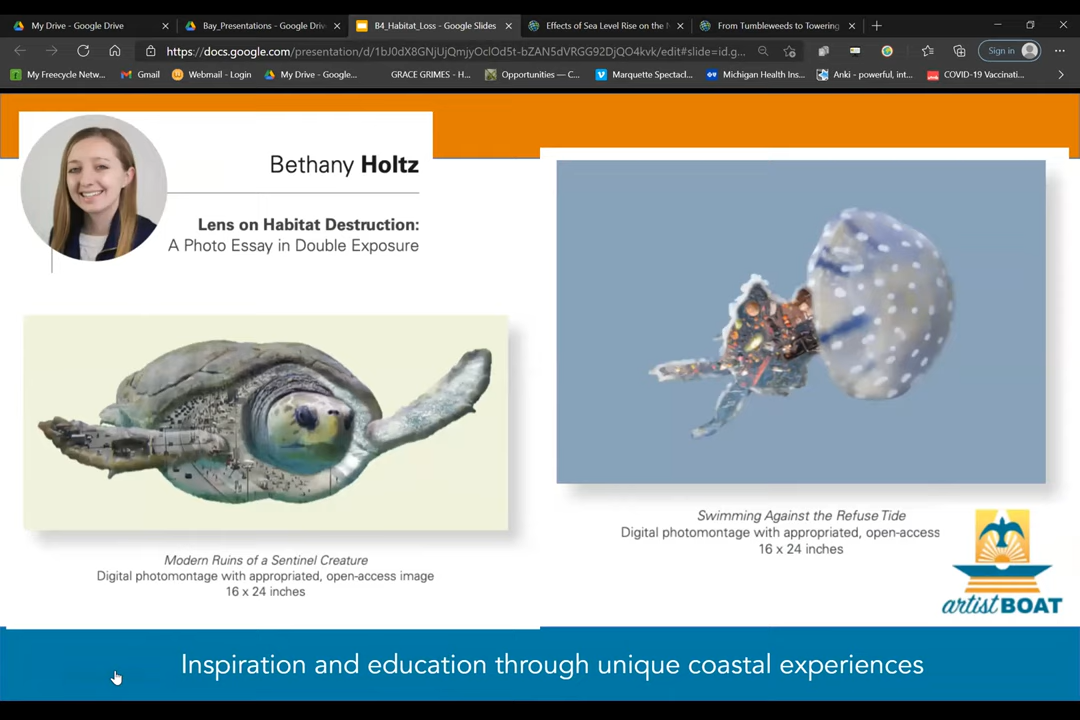 My Drive - Google Drive
Bay_Presentations - Google Driv
B4_Habitat_Loss - Google Slides
Effects of Sea Level Rise on the
From Tumbleweeds to Towering
https://docs.google.com/presentation/d/1bJ0dX8GNjUjQmjyOclOd5t-bZAN5dVRGG92DjQO4kvk/edit#slide=id.g...
Sign in
My Freecycle Netw...
Gmail
Webmail - Login
My Drive - Google...
GRACE GRIMES - H...
Opportunities — C...
Marquette Spectacl...
Michigan Health Ins...
Anki - powerful, int...
COVID-19 Vaccinati...
Bethany Holtz
Lens on Habitat Destruction:
A Photo Essay in Double Exposure
Modern Ruins of a Sentinel Creature
Digital photomontage with appropriated, open-access image
16 x 24 inches
Swimming Against the Refuse Tide
Digital photomontage with appropriated, open-access
16 x 24 inches
artist BOAT
Inspiration and education through unique coastal experiences